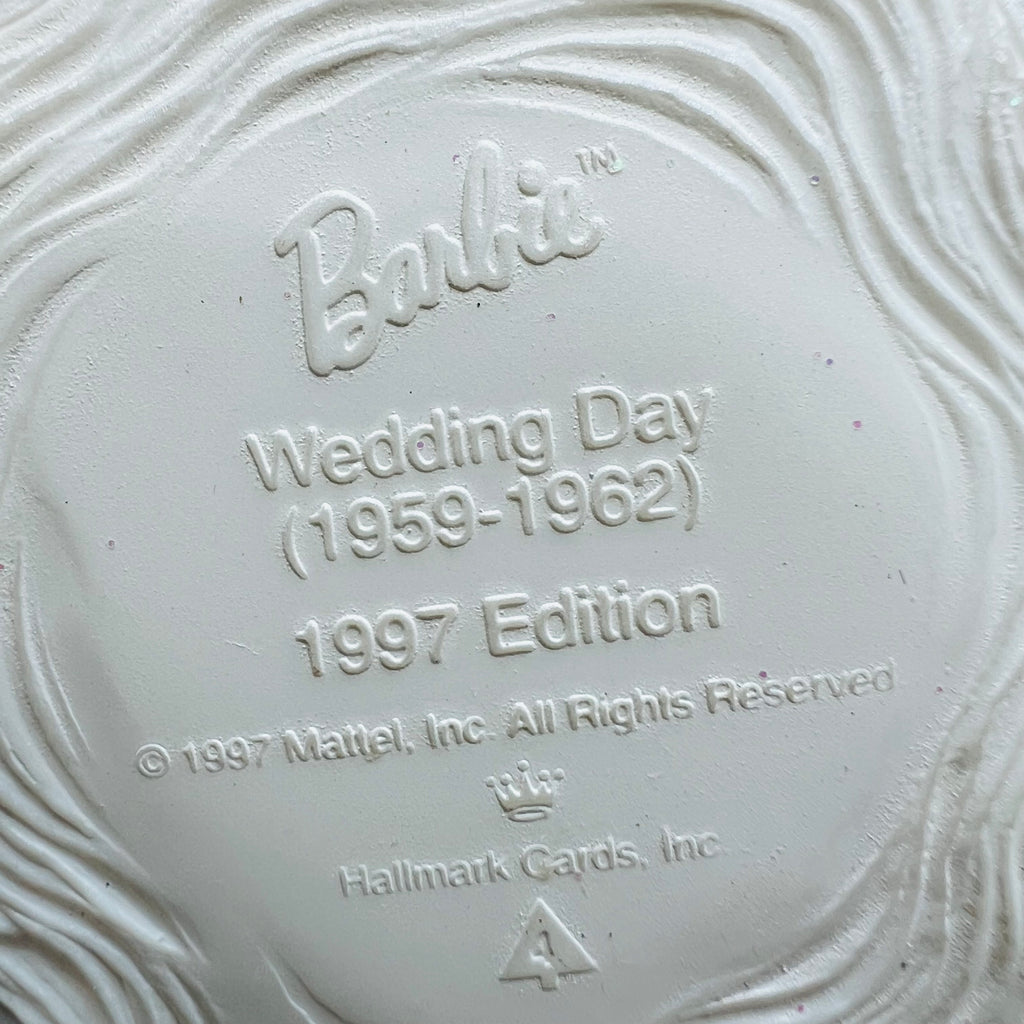 Barbie™
Wedding Day
(1959-1962)
1997 Edition
© 1997 Mattel, Inc. All Rights Reserved
Hallmark Cards, Inc
4